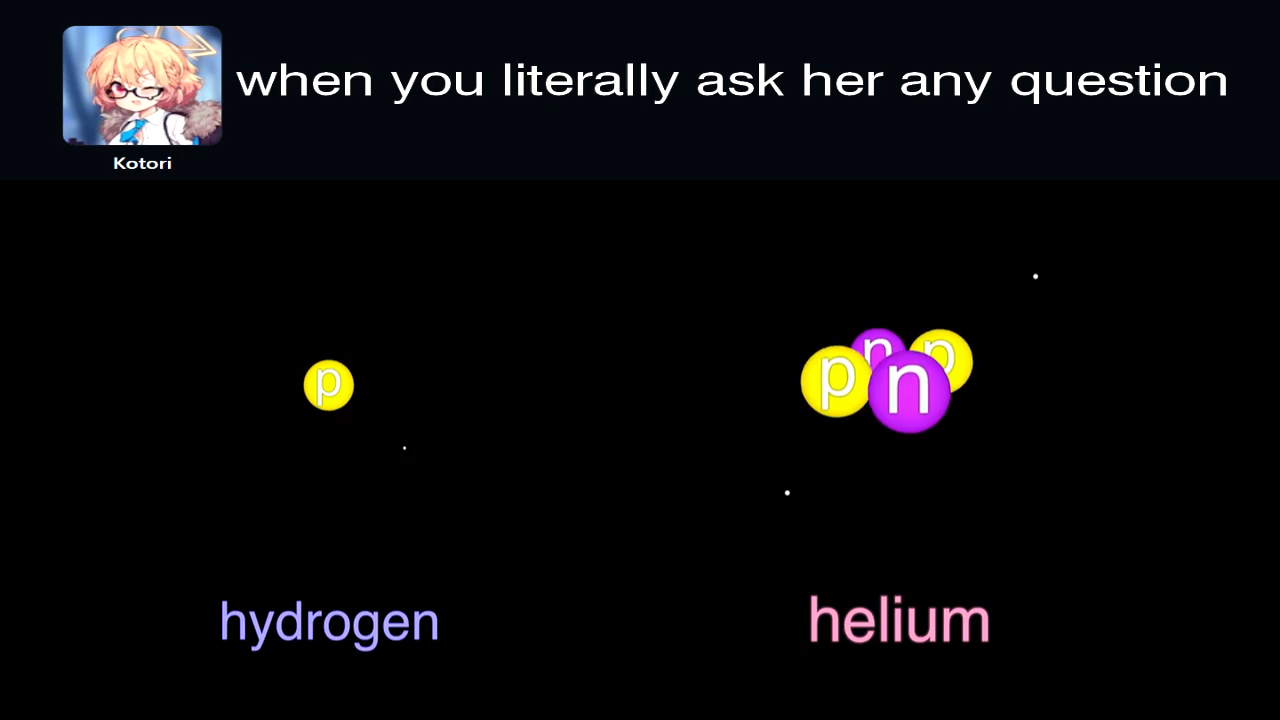 when you literally ask her any question
Kotori
p
p
n
n
p
hydrogen
helium